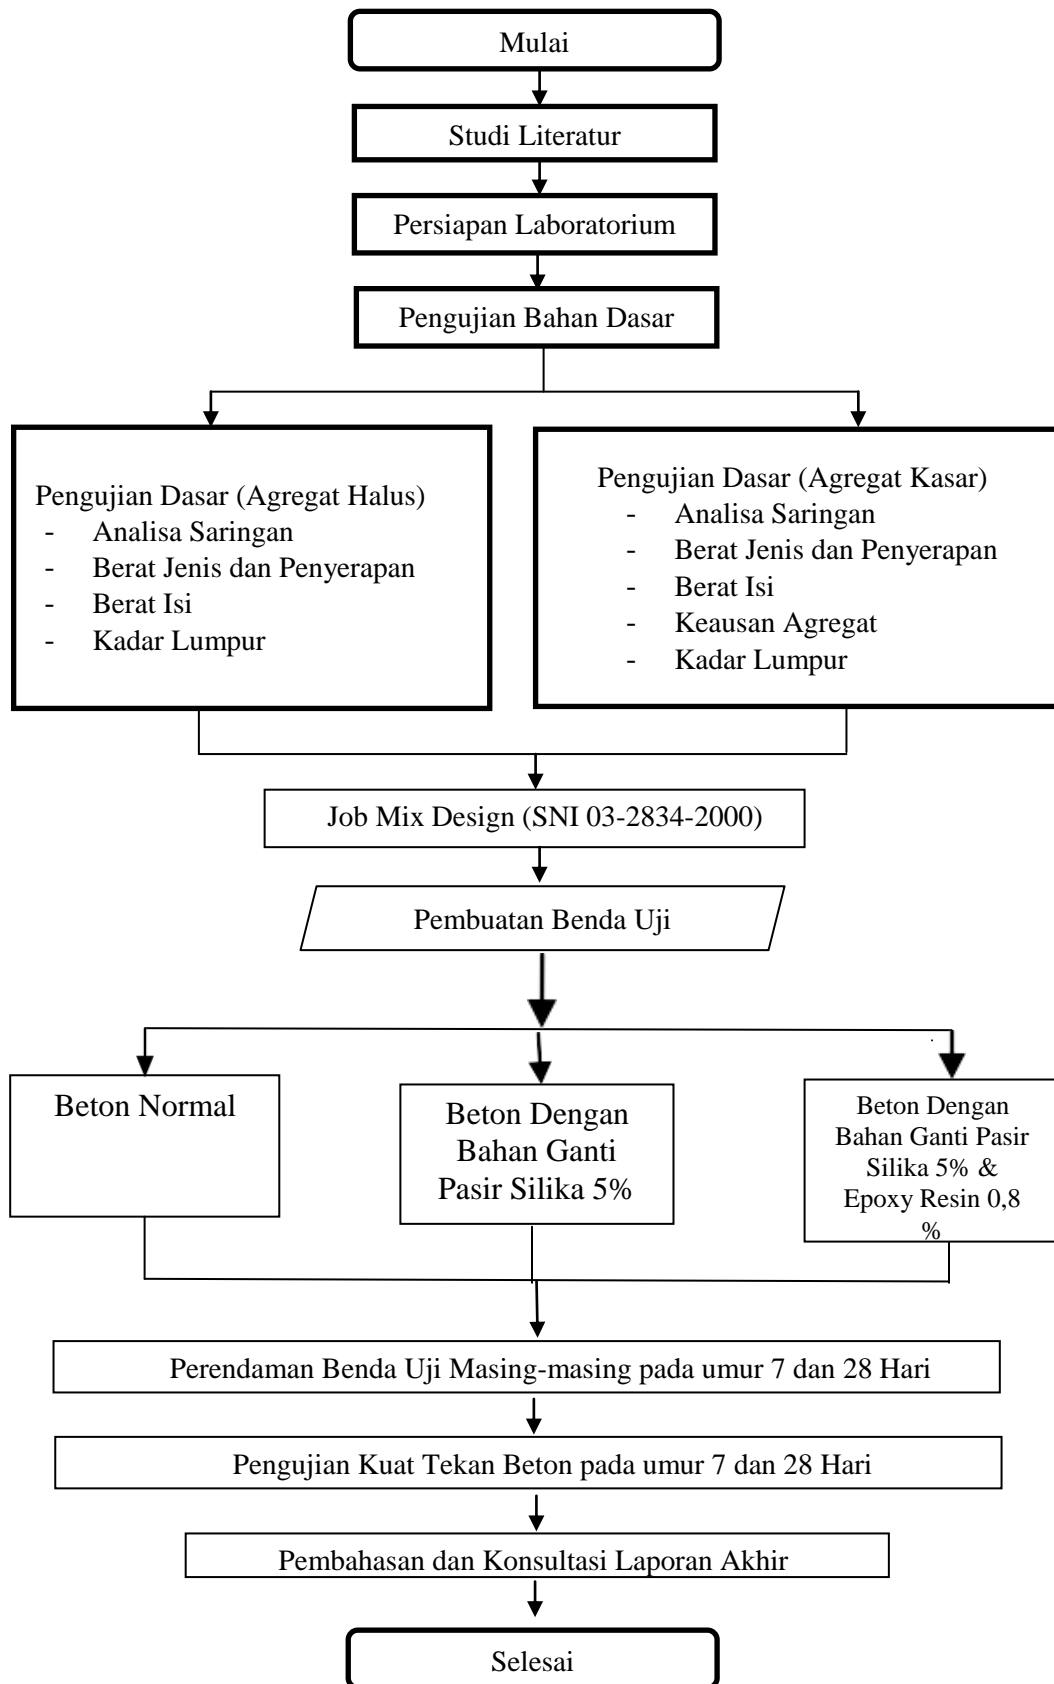 Mulai
Studi Literatur
Persiapan Laboratorium
Pengujian Bahan Dasar
Pengujian Dasar (Agregat Halus)
- Analisa Saringan
- Berat Jenis dan Penyerapan
- Berat Isi
- Kadar Lumpur
Pengujian Dasar (Agregat Kasar)
- Analisa Saringan
- Berat Jenis dan Penyerapan
- Berat Isi
- Keausan Agregat
- Kadar Lumpur
Job Mix Design (SNI 03-2834-2000)
Pembuatan Benda Uji
Beton Normal
Beton Dengan
Bahan Ganti
Pasir Silika 5%
Beton Dengan
Bahan Ganti Pasir
Silika 5% &
Epoxy Resin 0,8
%
Perendaman Benda Uji Masing-masing pada umur 7 dan 28 Hari
Pengujian Kuat Tekan Beton pada umur 7 dan 28 Hari
Pembahasan dan Konsultasi Laporan Akhir
Selesai